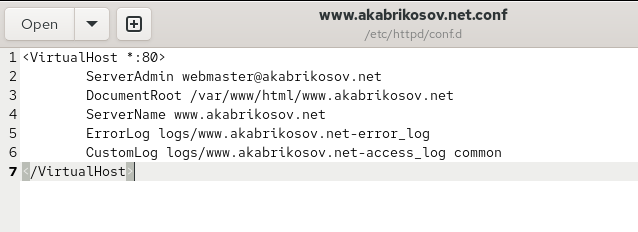 Open
www.akabrikosov.net.conf
/etc/httpd/conf.d
1 <VirtualHost *:80>
2 ServerAdmin webmaster@akabrikosov.net
3 DocumentRoot /var/www/html/www.akabrikosov.net
4 ServerName www.akabrikosov.net
5 ErrorLog logs/www.akabrikosov.net-error_log
6 CustomLog logs/www.akabrikosov.net-access_log common
7 </VirtualHost>